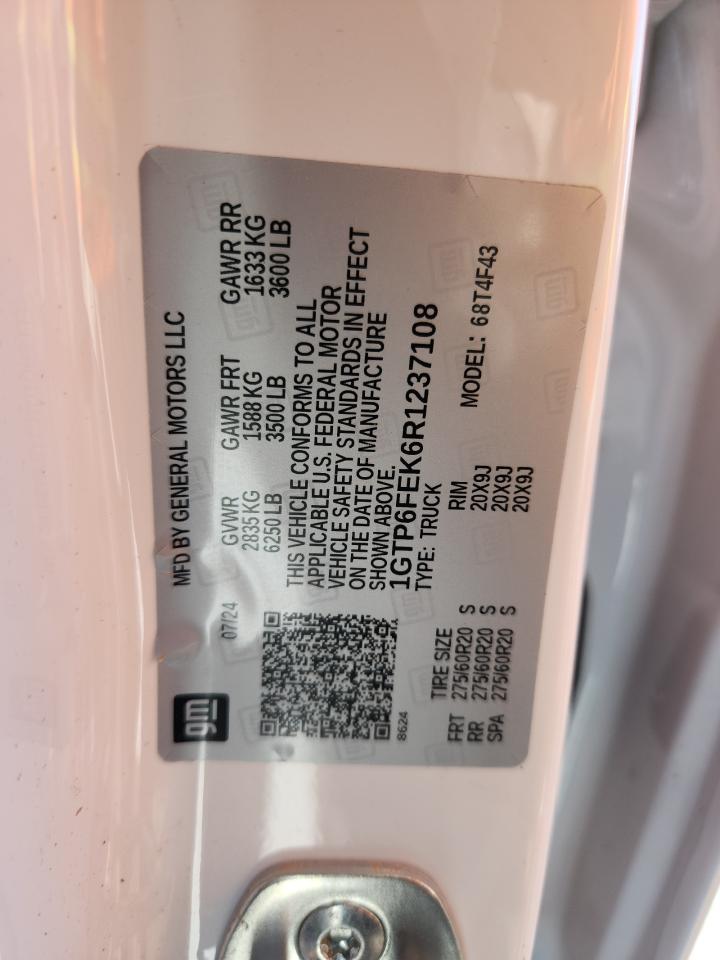 gm
MFD BY GENERAL MOTORS LLC
07/24 GVWR GAWR FRT GAWR RR
2835 KG 1588 KG 1633 KG
6250 LB 3500 LB 3600 LB
THIS VEHICLE CONFORMS TO ALL
APPLICABLE U.S. FEDERAL MOTOR
VEHICLE SAFETY STANDARDS IN EFFECT
ON THE DATE OF MANUFACTURE
SHOWN ABOVE.
8624
1GTP6FEK6R1237108
TYPE: TRUCK
MODEL: 68T4F43
TIRE SIZE RIM
FRT 275/60R20 S 20X9J
RR 275/60R20 S 20X9J
SPA 275/60R20 S 20X9J